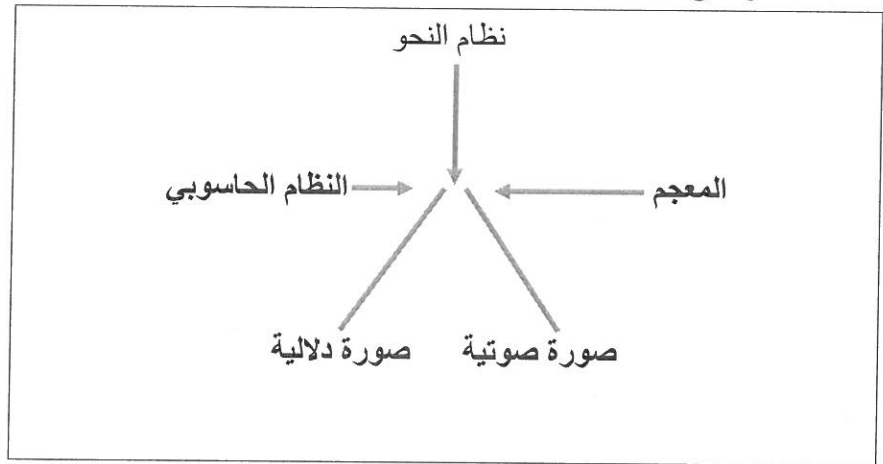 نظام النحو
المعجم
النظام الحاسوبي
صورة صوتية
صورة دلالية